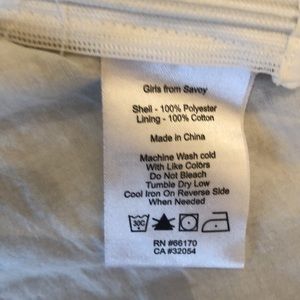 Girls from Savoy
Shell - 100% Polyester
Lining - 100% Cotton
Made in China
Machine Wash cold
With Like Colors
Do Not Bleach
Tumble Dry Low
Cool Iron On Reverse Side
When Needed
30C
RN #66170
CA #32054